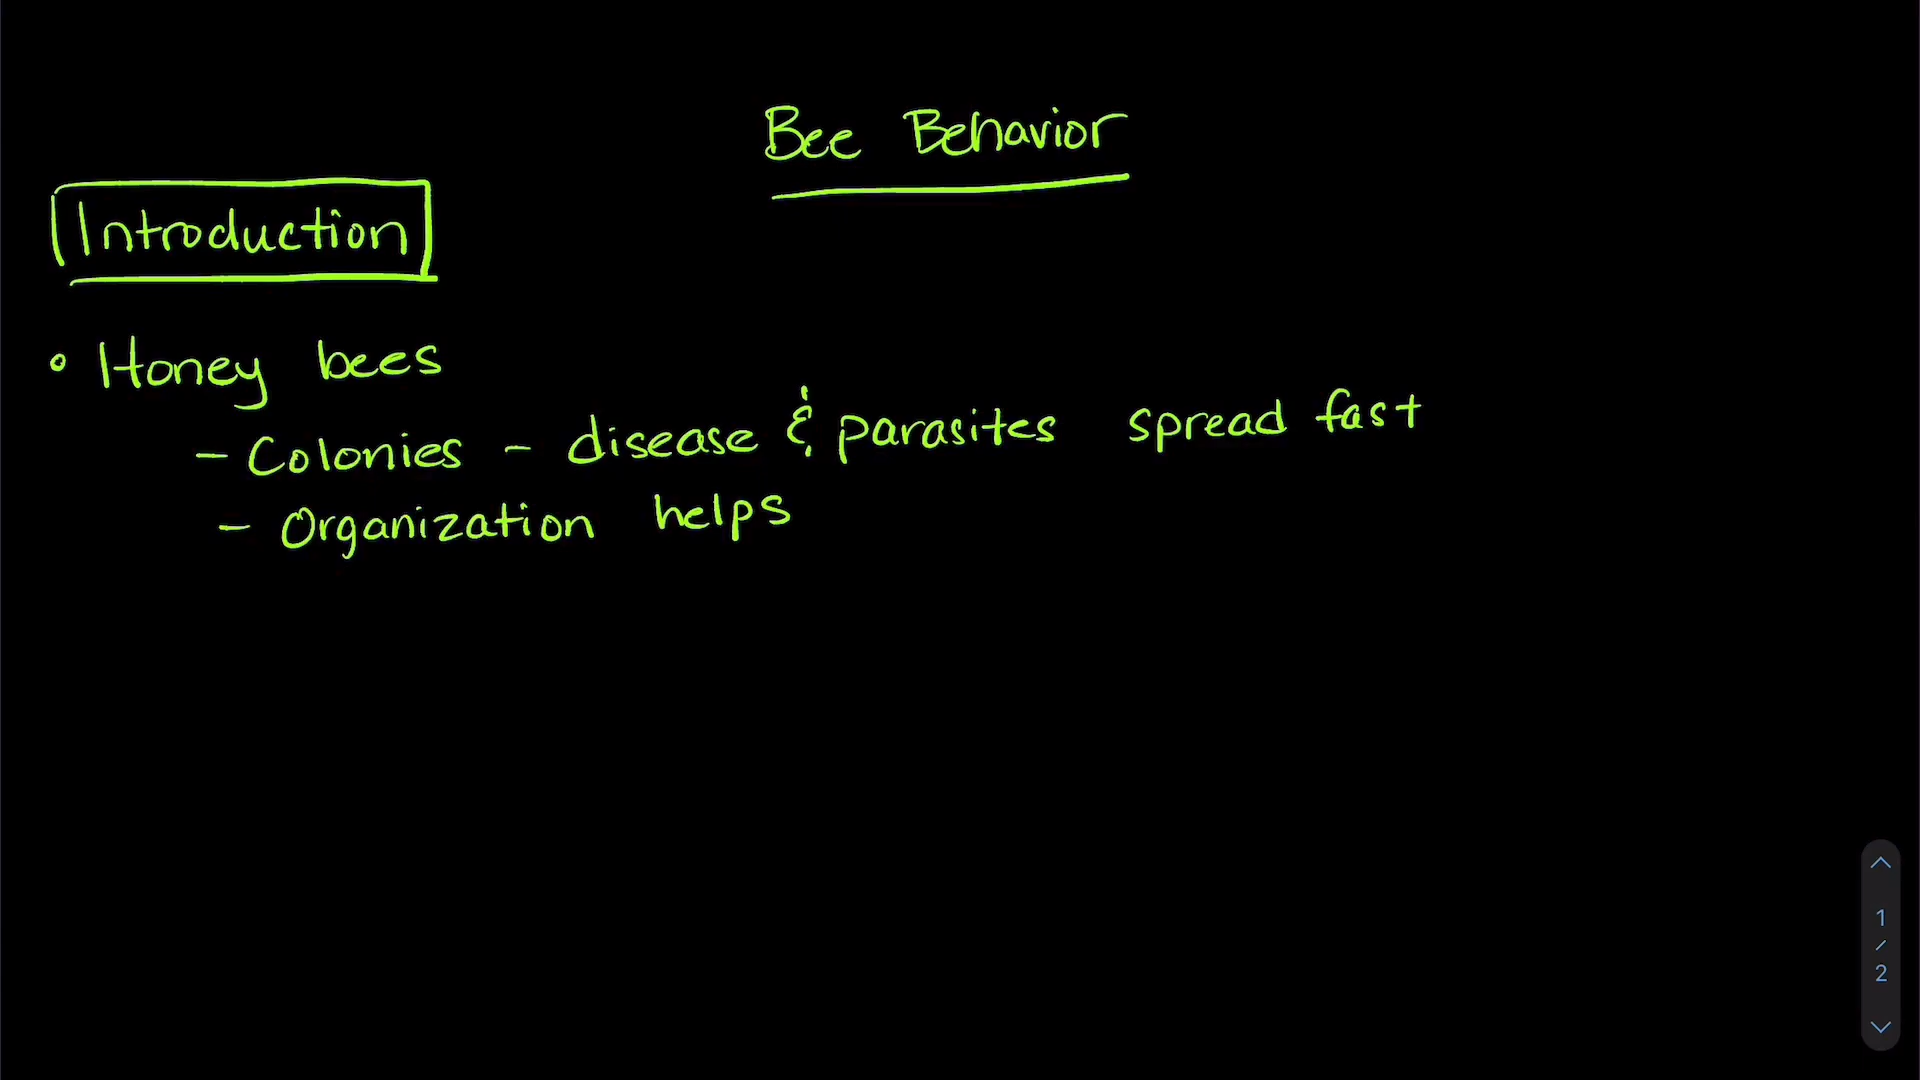 Bee Behavior
Introduction
• Honey bees
- Colonies - disease & parasites spread fast
- Organization helps
1
/
2